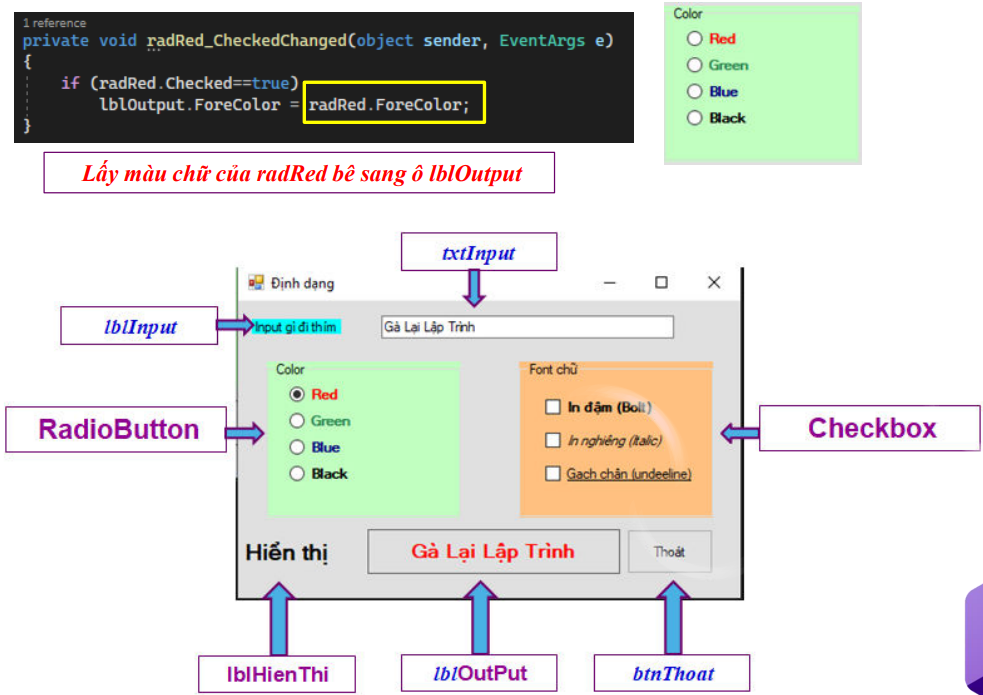 1 reference
private void radRed_CheckedChanged(object sender, EventArgs e)
{
if (radRed.Checked==true)
lblOutput.ForeColor = radRed.ForeColor;
}
Color
Red
Green
Blue
Black
Lấy màu chữ của radRed bê sang ô lblOutput
txtInput
Định dạng
lblInput
Input gì đi thím
Gà Lại Lập Trình
Color
Red
Green
Blue
Black
Font chữ
In đậm (Bolt)
In nghiêng (Italic)
Gạch chân (undeeline)
RadioButton
Checkbox
Hiển thị
Gà Lại Lập Trình
Thoát
lblHienThi
lblOutPut
btnThoat